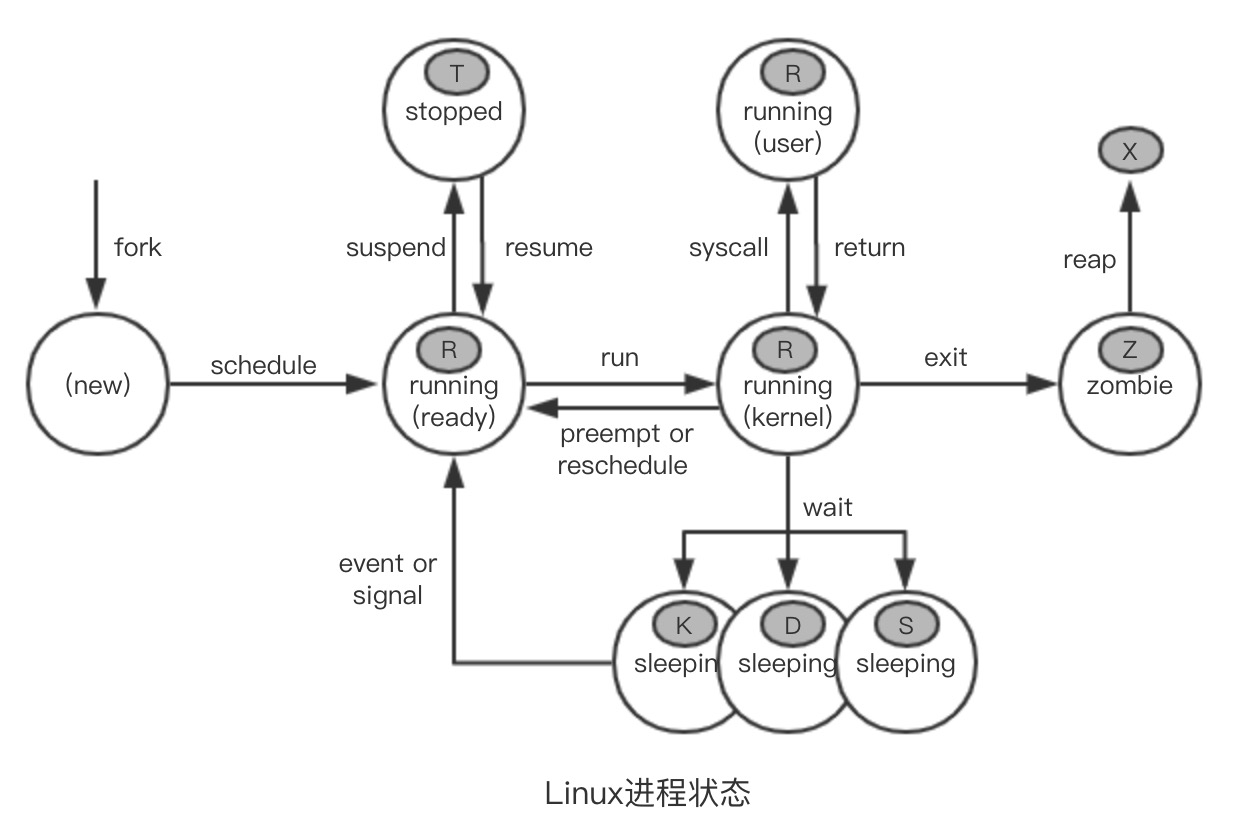 T
stopped
R
running
(user)
X
fork
suspend
resume
syscall
return
reap
(new)
schedule
R
running
(ready)
run
preempt or
reschedule
R
running
(kernel)
exit
Z
zombie
wait
event or
signal
K
sleepin
D
sleeping
S
sleeping
Linux进程状态